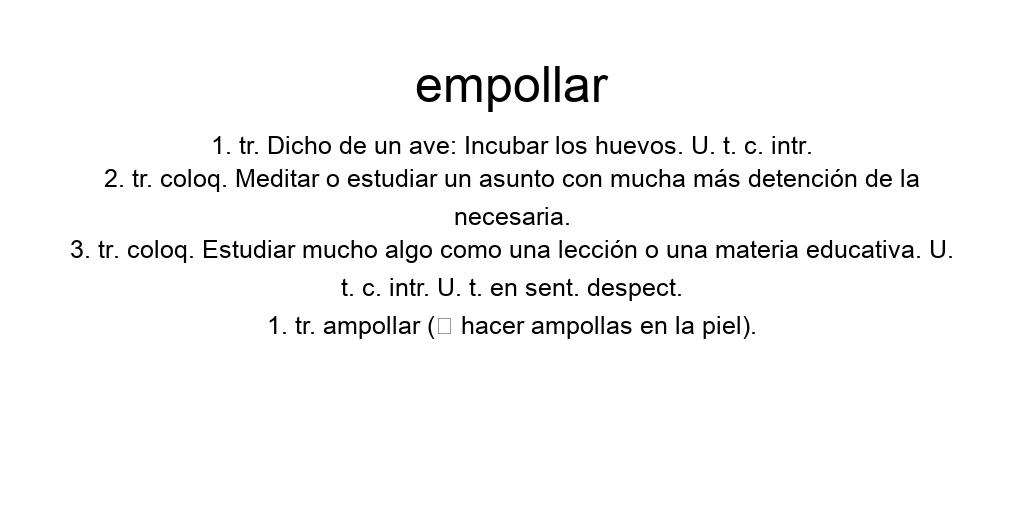 empollar
1. tr. Dicho de un ave: Incubar los huevos. U. t. c. intr.
2. tr. coloq. Meditar o estudiar un asunto con mucha más detención de la
necesaria.
3. tr. coloq. Estudiar mucho algo como una lección o una materia educativa. U.
t. c. intr. U. t. en sent. despect.
1. tr. ampollar (□ hacer ampollas en la piel).